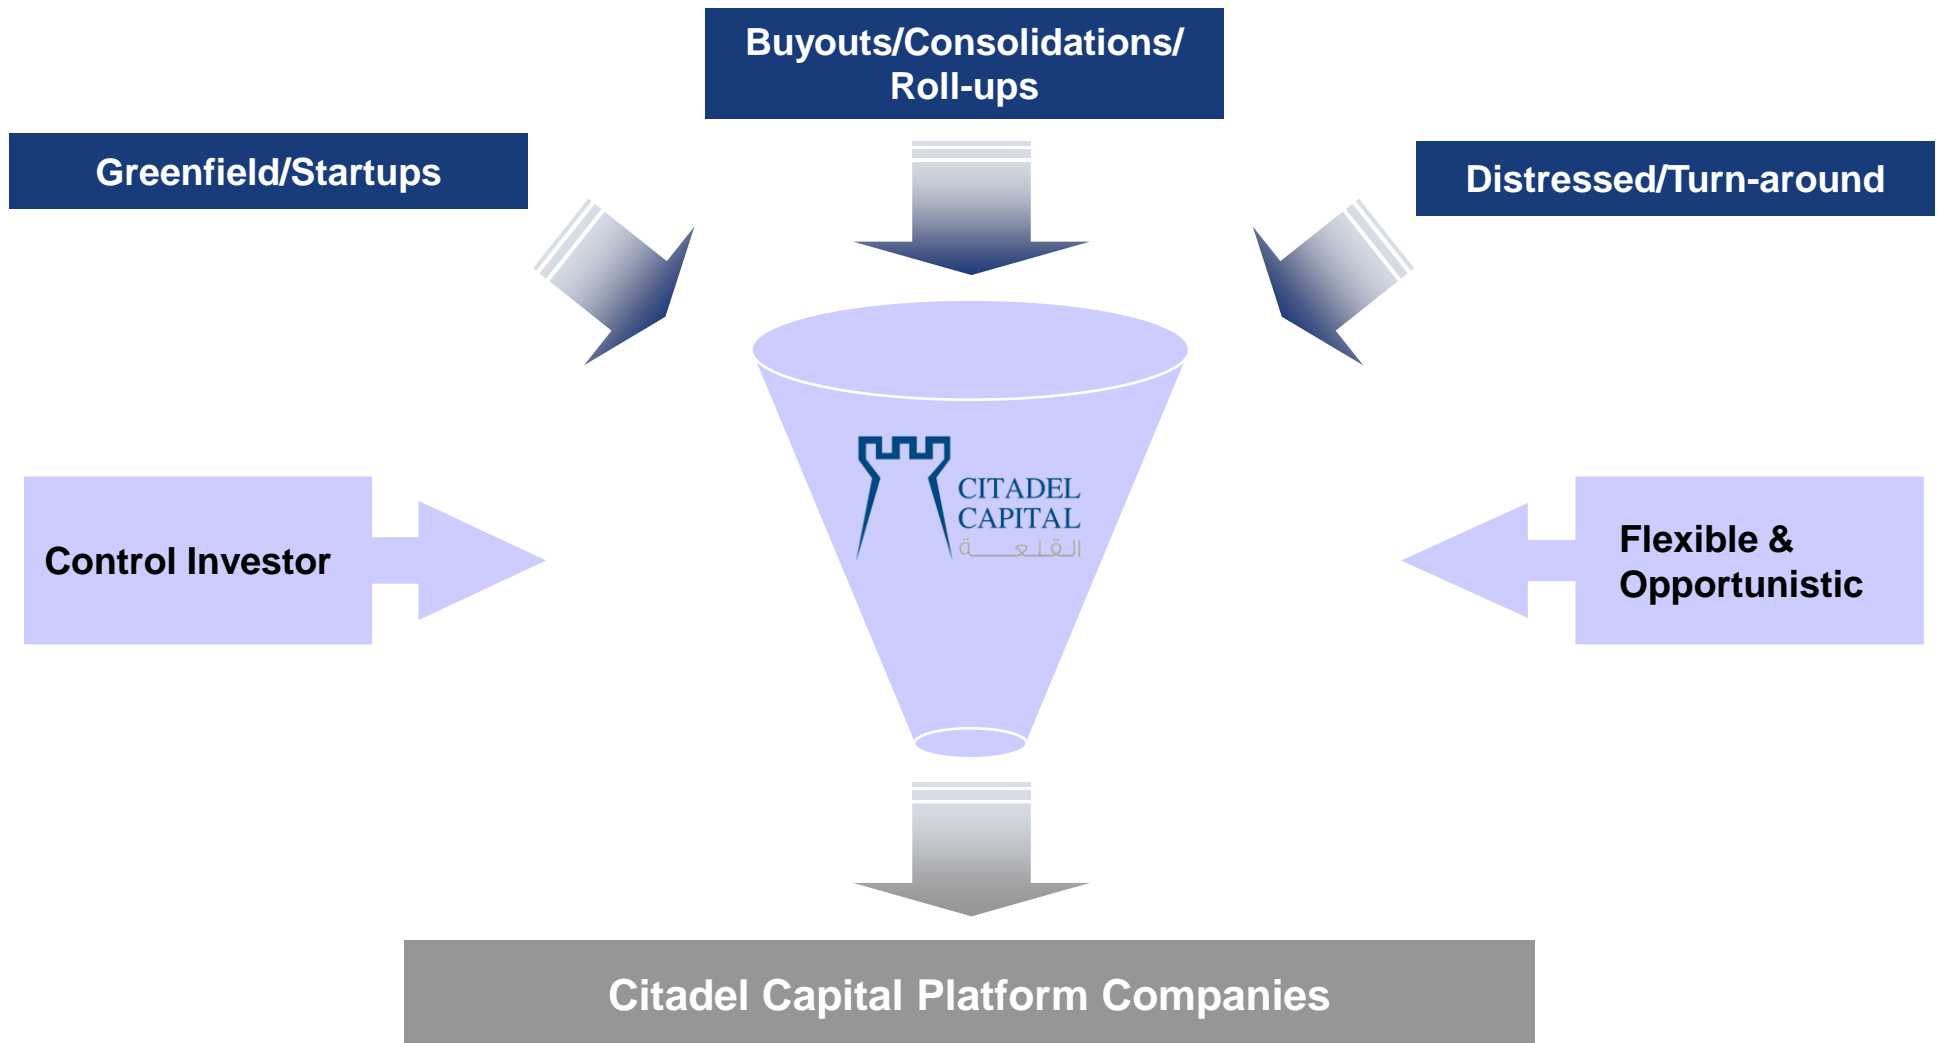 Buyouts/Consolidations/
Roll-ups
Greenfield/Startups
Distressed/Turn-around
CITADEL
CAPITAL
القلعة
Control Investor
Flexible &
Opportunistic
Citadel Capital Platform Companies